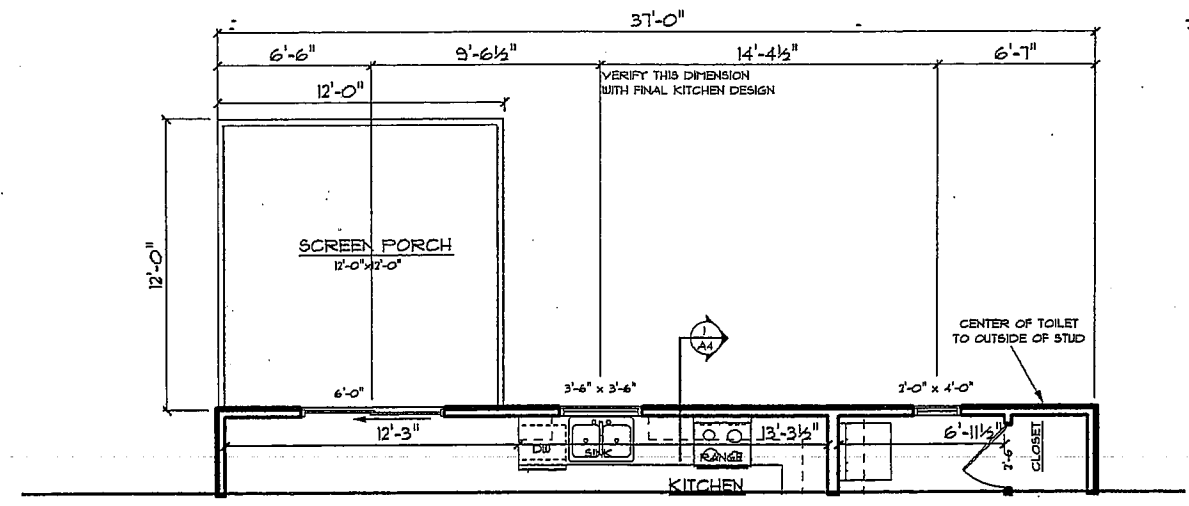 37'-0"
6'-6" 9'-6½" 14'-4½" 6'-7"
VERIFY THIS DIMENSION
WITH FINAL KITCHEN DESIGN
12'-0"
12'-0"
SCREEN PORCH
12'-0"x12'-0"
1
A4
CENTER OF TOILET
TO OUTSIDE OF STUD
6'-0" 3'-6" x 3'-6" 2'-0" x 4'-0"
12'-3" 13'-3½" 6'-11½"
DW SINK RANGE 2'-6" CLOSET
KITCHEN